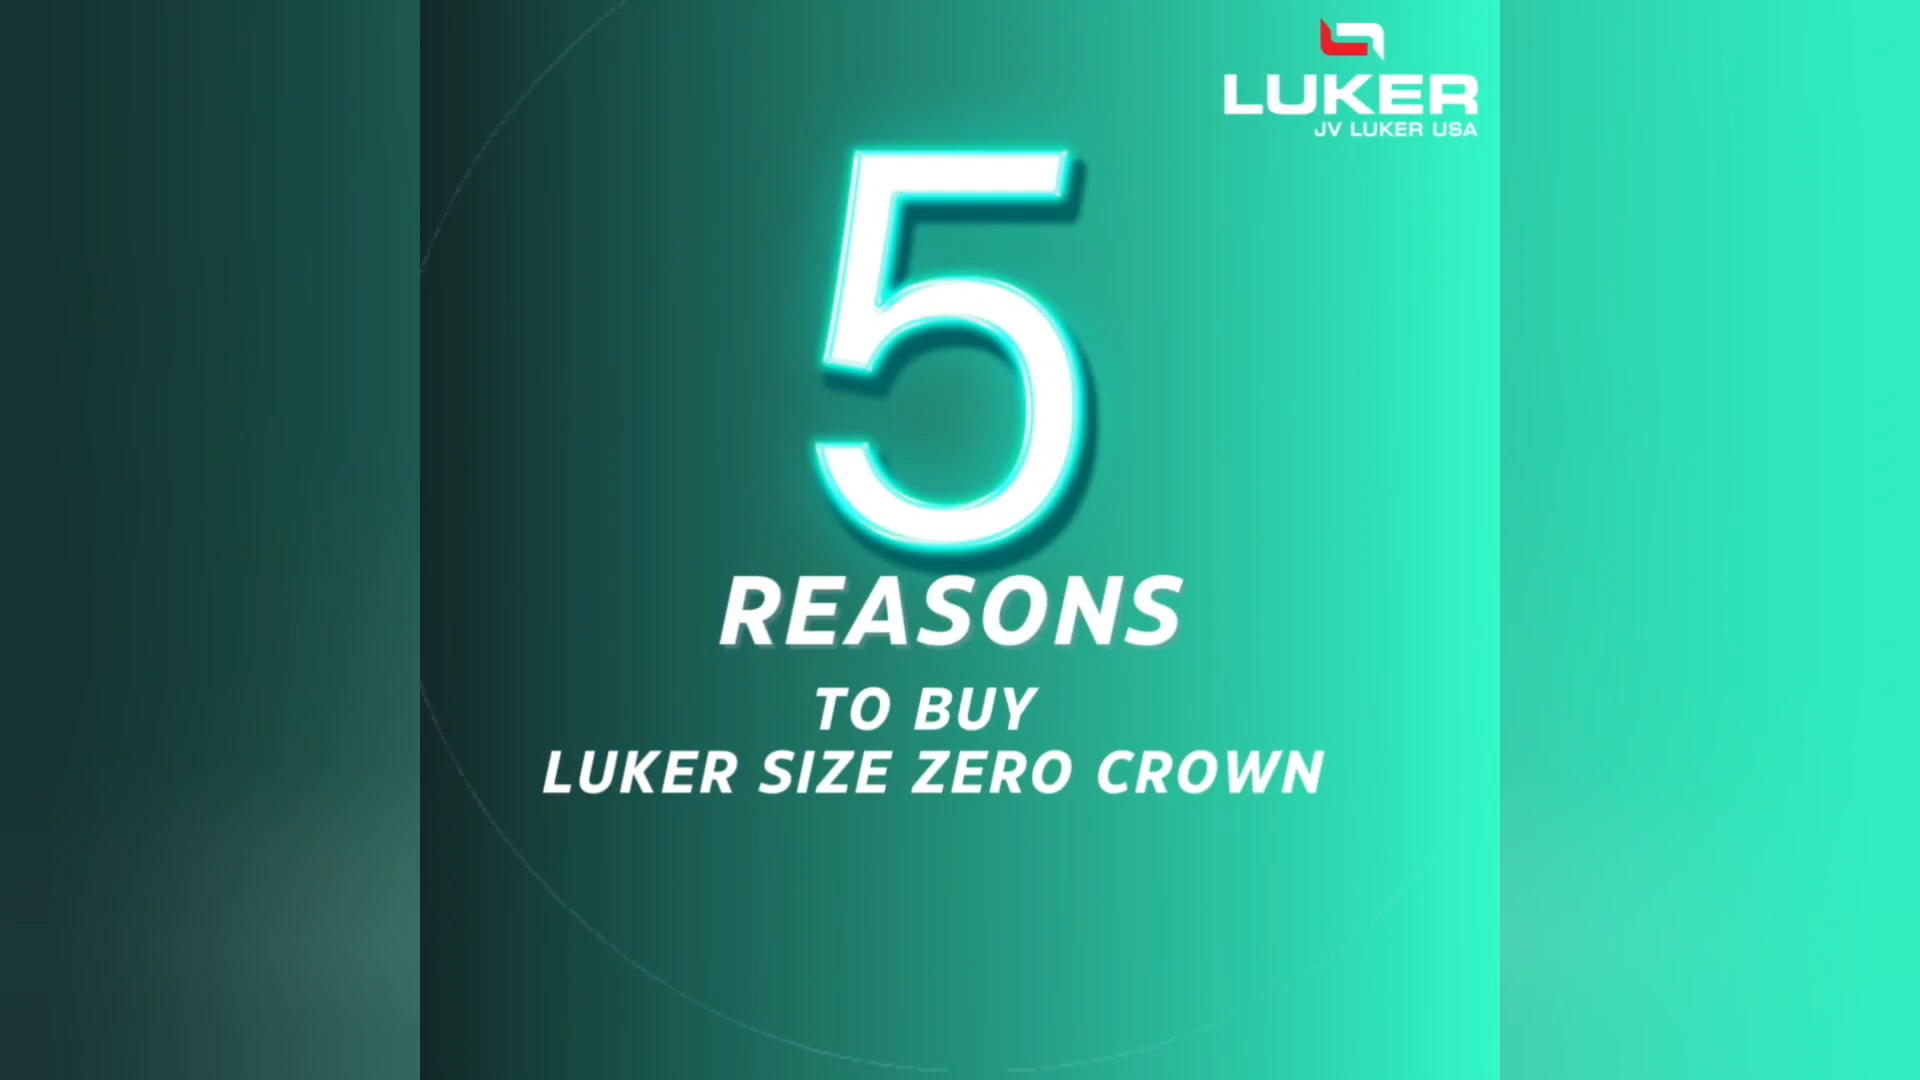 LUKER
JV LUKER USA
5
REASONS
TO BUY
LUKER SIZE ZERO CROWN